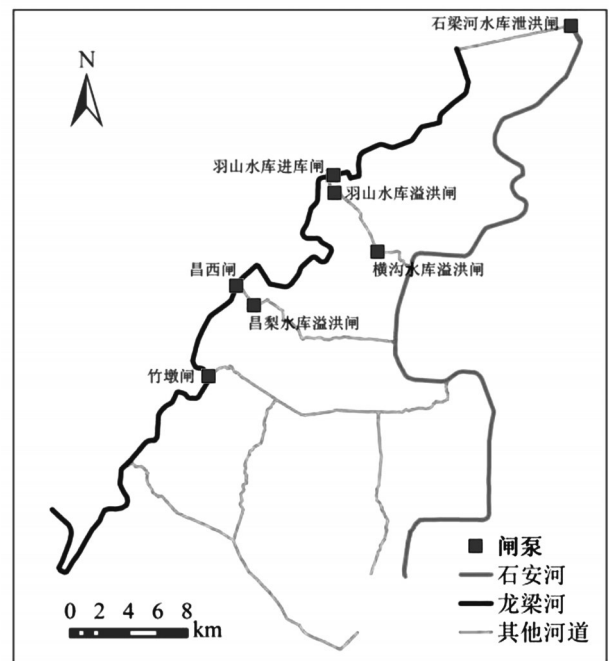 石梁河水库泄洪闸
N
羽山水库进库闸
羽山水库溢洪闸
昌西闸
横沟水库溢洪闸
昌梨水库溢洪闸
竹墩闸
闸泵
石安河
0 2 4 6 8
龙梁河
km
其他河道